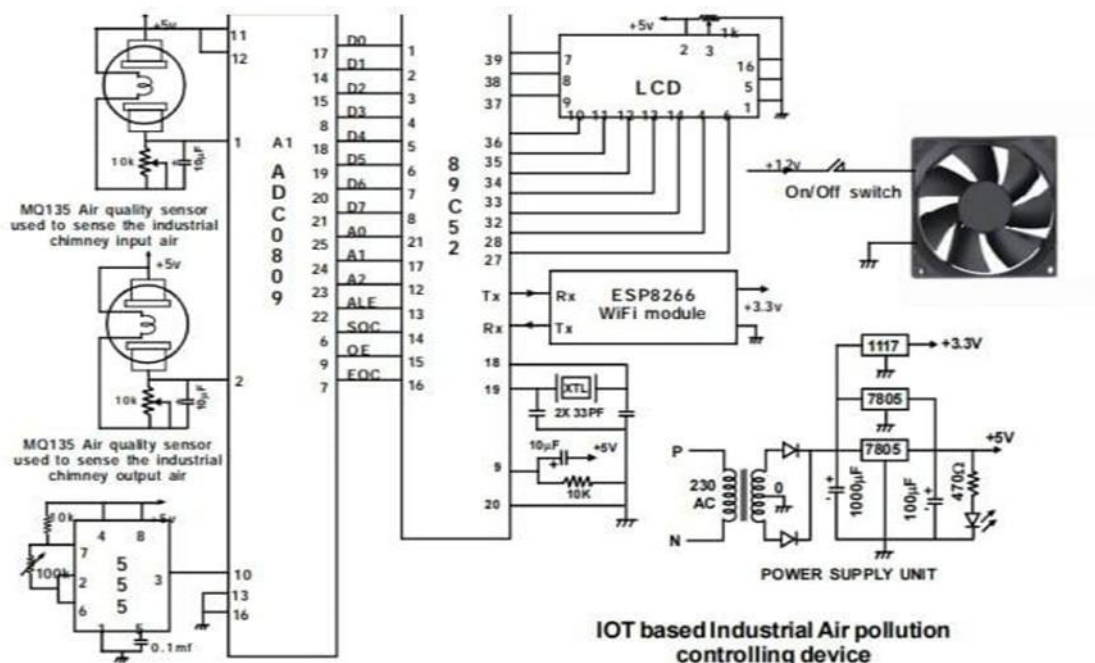 +5v
11
12
1
10k
10µF
MQ135 Air quality sensor
used to sense the industrial
chimney input air
+5v
2
10k
10µF
MQ135 Air quality sensor
used to sense the industrial
chimney output air
10k
+5v
4
8
7
100k
2
6
5
5
5
3
1
5
0.1mf
10
13
16
A1
ADC0809
17
14
15
8
18
19
20
21
25
24
23
22
6
9
7
D0
D1
D2
D3
D4
D5
D6
D7
A0
A1
A2
ALE
SOC
OE
EOC
1
2
3
4
5
6
7
8
21
17
12
13
14
15
16
89C52
39
38
37
36
35
34
33
32
28
27
Tx
Rx
18
19
9
20
+5v
1k
2
3
7
8
9
LCD
16
5
1
10
11
12
13
14
4
6
Rx
Tx
ESP8266
WiFi module
+3.3v
XTL
2X 33PF
10µF
+5V
10K
+12v
On/Off switch
1117
+3.3V
7805
7805
+5V
P
230
AC
N
0
1000µF
100µF
470Ω
POWER SUPPLY UNIT
IOT based Industrial Air pollution
controlling device